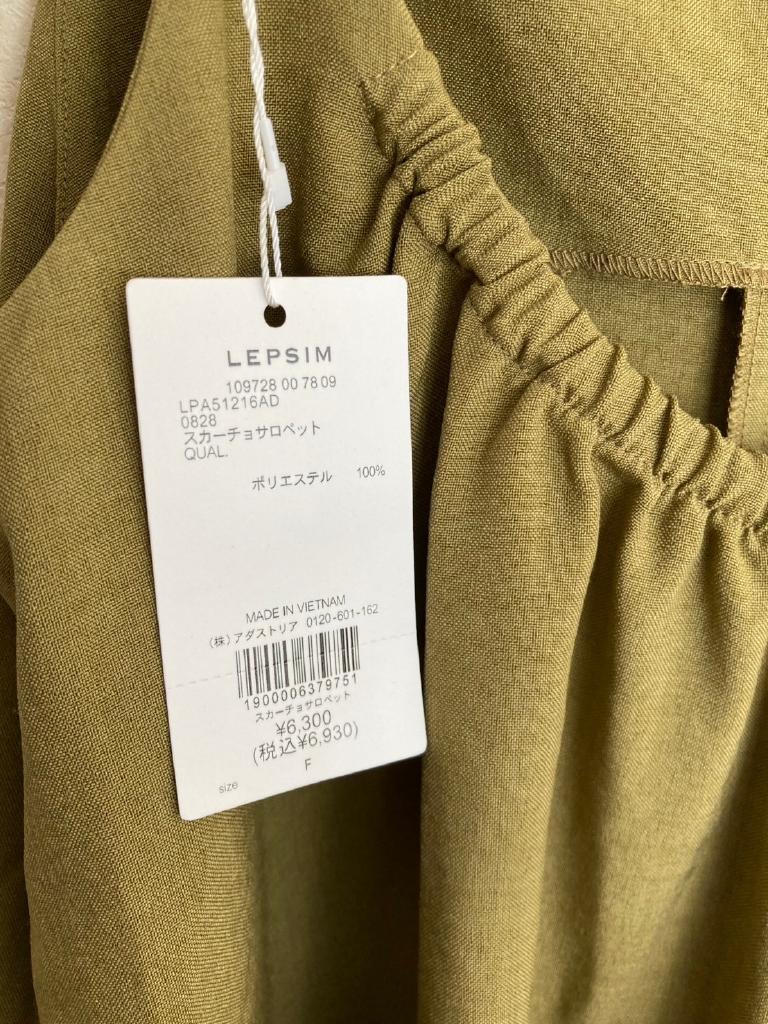 LEPSIM
109728 00 78 09
LPA51216AD
0828
スカーチョサロペット
QUAL.
ポリエステル 100%
MADE IN VIETNAM
(株)アダストリア 0120-601-162
1900006379751
スカーチョサロペット
¥6,300
(税込¥6,930)
size F